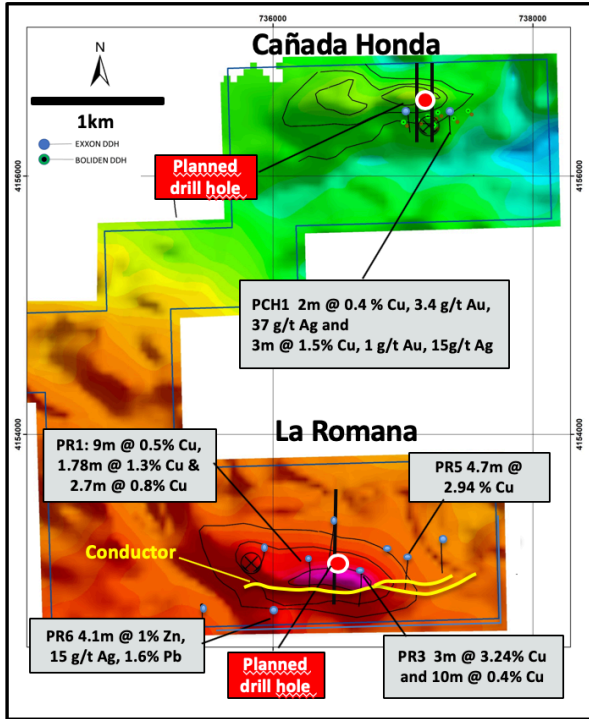 736000
738000
Cañada Honda
N
1km
EXXON DDH
BOLIDEN DDH
Planned
drill hole
4156000
4156000
PCH1 2m @ 0.4 % Cu, 3.4 g/t Au,
37 g/t Ag and
3m @ 1.5% Cu, 1 g/t Au, 15g/t Ag
La Romana
4154000
4154000
PR1: 9m @ 0.5% Cu,
1.78m @ 1.3% Cu &
2.7m @ 0.8% Cu
PR5 4.7m @
2.94 % Cu
Conductor
PR6 4.1m @ 1% Zn,
15 g/t Ag, 1.6% Pb
Planned
drill hole
PR3 3m @ 3.24% Cu
and 10m @ 0.4% Cu
736000
738000